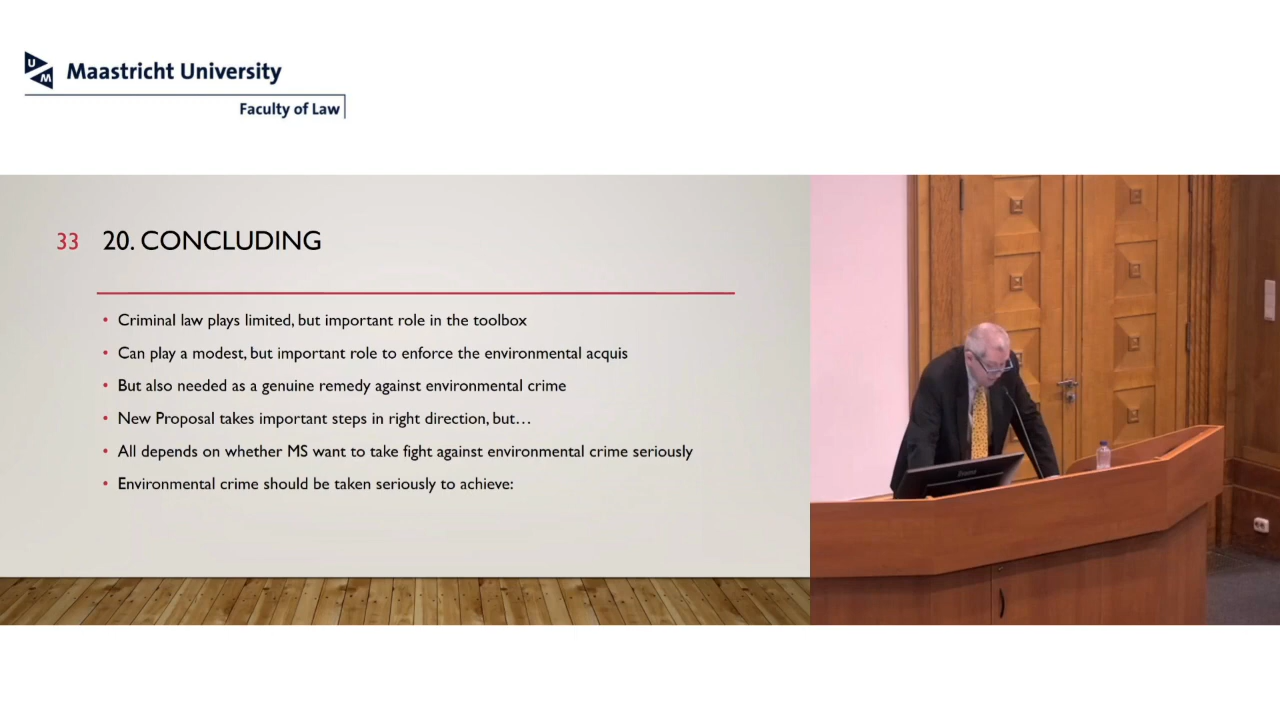 U
M
Maastricht University
Faculty of Law
33 20. CONCLUDING
• Criminal law plays limited, but important role in the toolbox
• Can play a modest, but important role to enforce the environmental acquis
• But also needed as a genuine remedy against environmental crime
• New Proposal takes important steps in right direction, but...
• All depends on whether MS want to take fight against environmental crime seriously
• Environmental crime should be taken seriously to achieve: